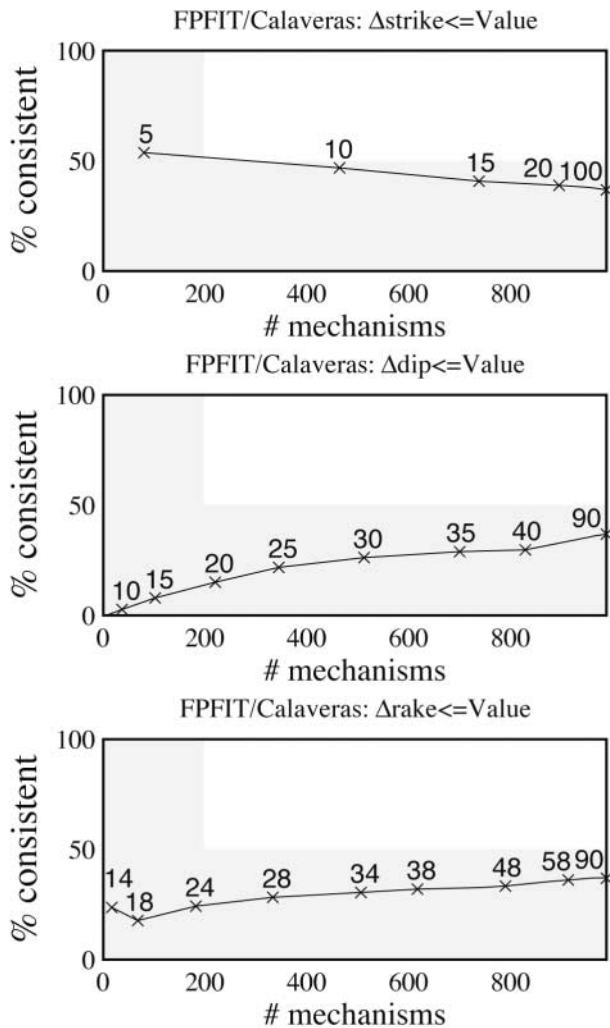 FPFIT/Calaveras: Δstrike<=Value
100
5
10
50
15
20
100
% consistent
0
0 200 400 600 800
# mechanisms
FPFIT/Calaveras: Δdip<=Value
100
50
90
40
35
30
25
20
15
10
% consistent
0
0 200 400 600 800
# mechanisms
FPFIT/Calaveras: Δrake<=Value
100
50
14
18
24
28
34
38
48
58
90
% consistent
0
0 200 400 600 800
# mechanisms